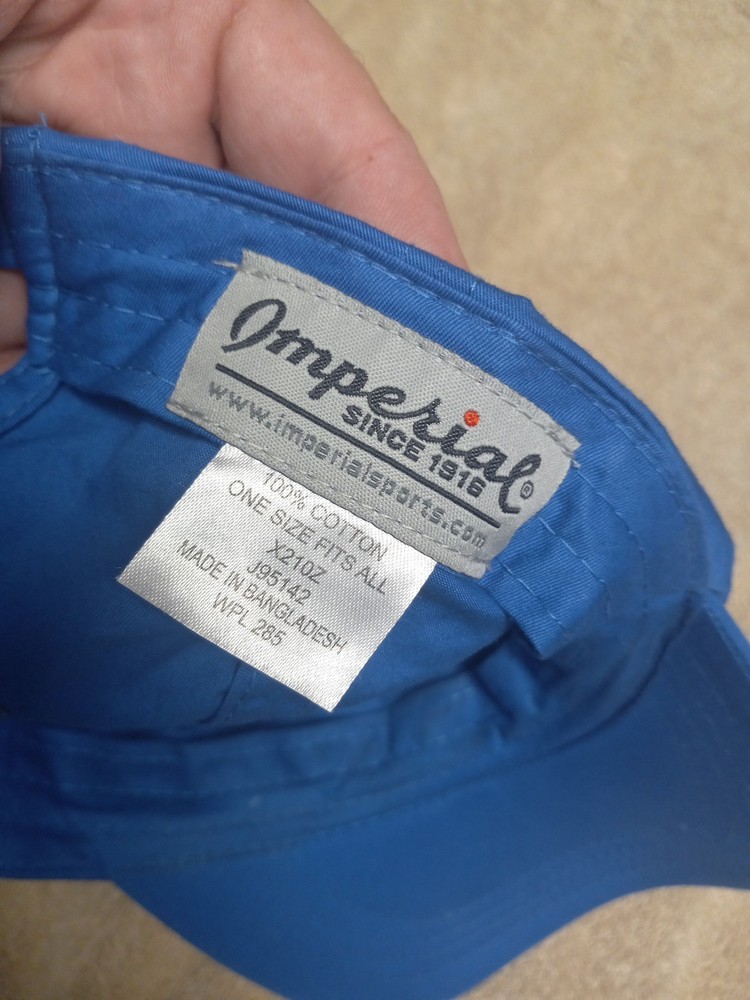 Imperial®
SINCE 1916
www.imperialsports.com
100% COTTON
ONE SIZE FITS ALL
X210Z
J95142
MADE IN BANGLADESH
WPL 285